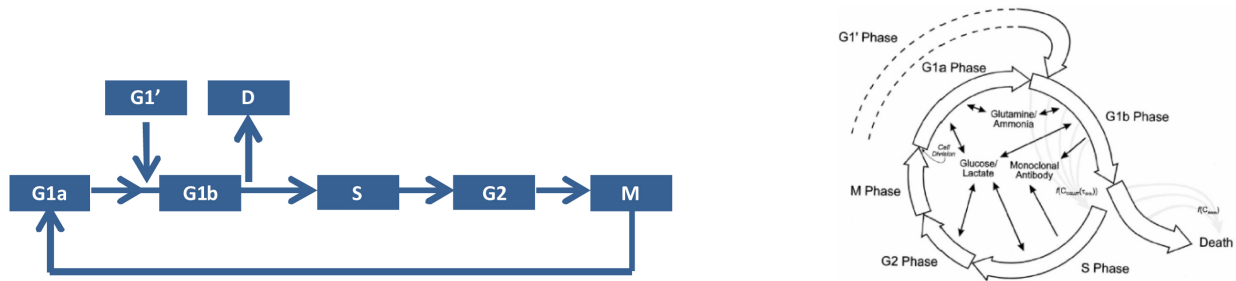 G1’
D
G1a
G1b
S
G2
M
G1' Phase
G1a Phase
G1b Phase
Glutamine/
Ammonia
Cell
Division
Glucose/
Lactate
Monoclonal
Antibody
M Phase
G2 Phase
S Phase
Death